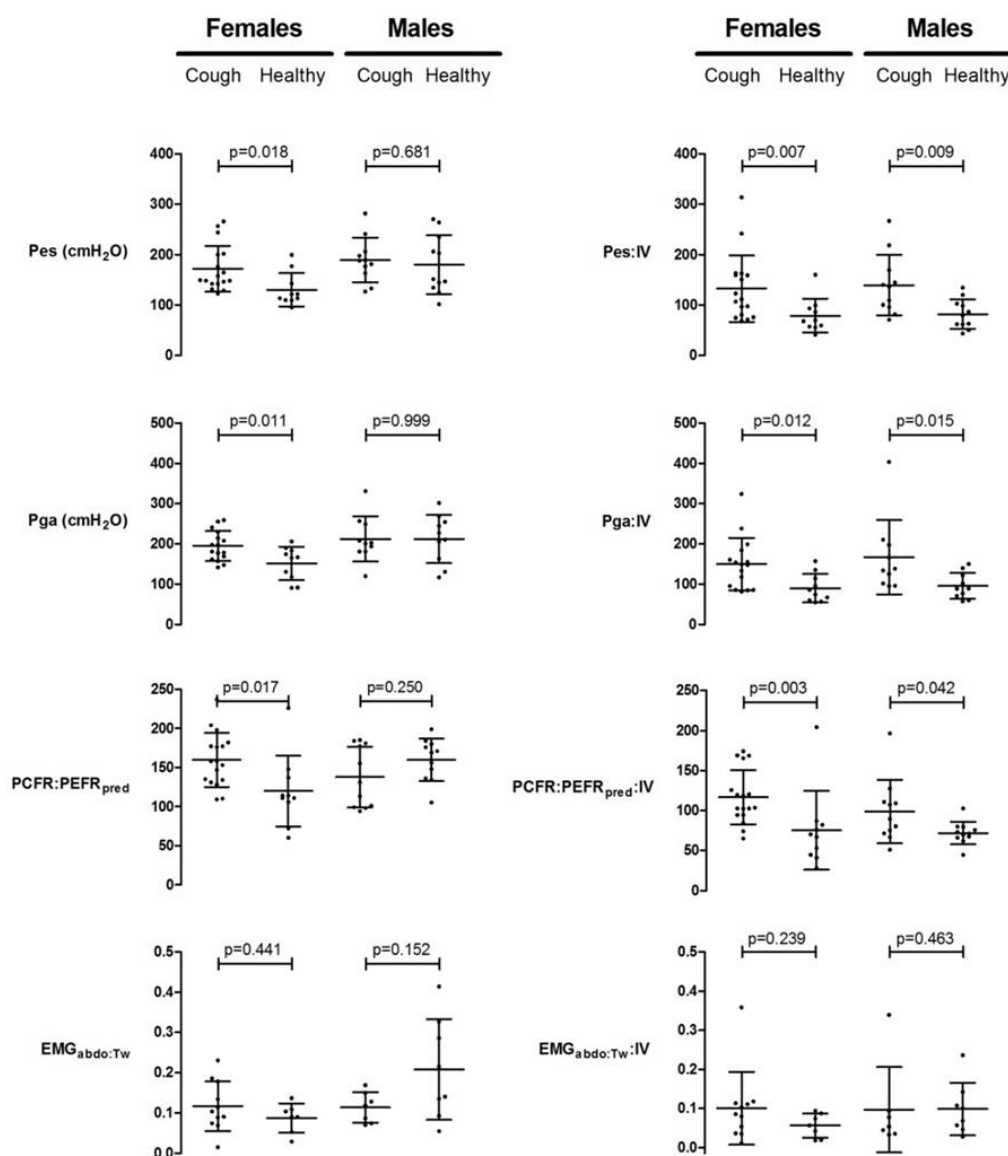 Females Males Females Males
Cough Healthy Cough Healthy Cough Healthy Cough Healthy
p=0.018 p=0.681
Pes (cmH₂O)
400
300
200
100
0
p=0.007 p=0.009
Pes:IV
400
300
200
100
0
p=0.011 p=0.999
Pga (cmH₂O)
500
400
300
200
100
0
p=0.012 p=0.015
Pga:IV
500
400
300
200
100
0
p=0.017 p=0.250
PCFR:PEFRpred
250
200
150
100
50
0
p=0.003 p=0.042
PCFR:PEFRpred:IV
250
200
150
100
50
0
p=0.441 p=0.152
EMGabdo:Tw
0.5
0.4
0.3
0.2
0.1
0.0
p=0.239 p=0.463
EMGabdo:Tw:IV
0.5
0.4
0.3
0.2
0.1
0.0